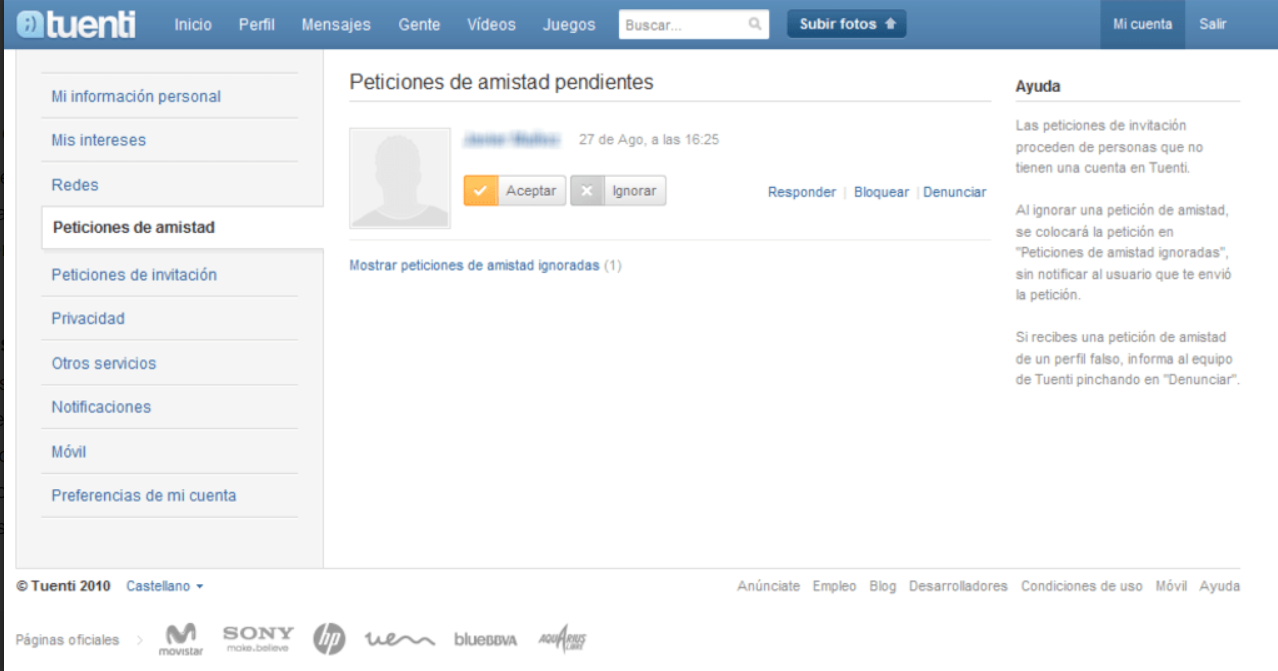 tuenti Inicio Perfil Mensajes Gente Vídeos Juegos Buscar... Subir fotos Mi cuenta Salir
Mi información personal
Mis intereses
Redes
Peticiones de amistad
Peticiones de invitación
Privacidad
Otros servicios
Notificaciones
Móvil
Preferencias de mi cuenta
Peticiones de amistad pendientes
27 de Ago, a las 16:25
Aceptar Ignorar Responder | Bloquear | Denunciar
Mostrar peticiones de amistad ignoradas (1)
Ayuda
Las peticiones de invitación
proceden de personas que no
tienen una cuenta en Tuenti.
Al ignorar una petición de amistad,
se colocará la petición en
"Peticiones de amistad ignoradas",
sin notificar al usuario que te envió
la petición.
Si recibes una petición de amistad
de un perfil falso, informa al equipo
de Tuenti pinchando en "Denunciar".
© Tuenti 2010 Castellano Anúnciate Empleo Blog Desarrolladores Condiciones de uso Móvil Ayuda
Páginas oficiales > movistar SONY make.believe hp blueBBVA AQUARIUS LIBRE